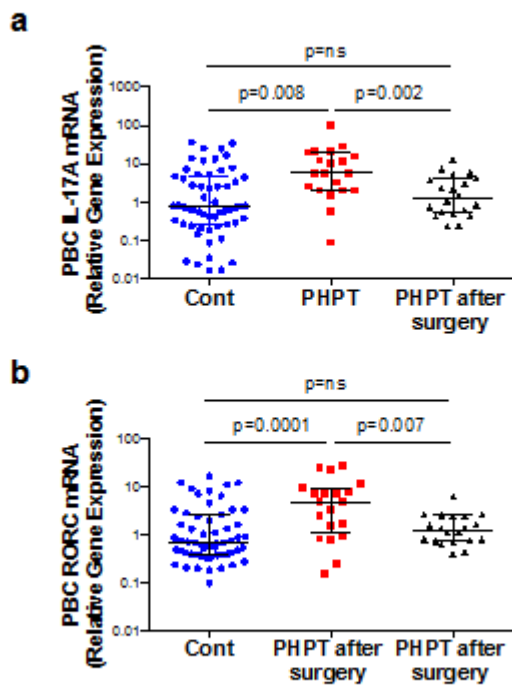 a
p=ns
p=0.008 p=0.002
PBC IL-17A mRNA
(Relative Gene Expression)
1000
100
10
1
0.1
0.01
Cont PHPT PHPT after
surgery
b
p=ns
p=0.0001 p=0.007
PBC RORC mRNA
(Relative Gene Expression)
100
10
1
0.1
0.01
Cont PHPT after PHPT after
surgery surgery